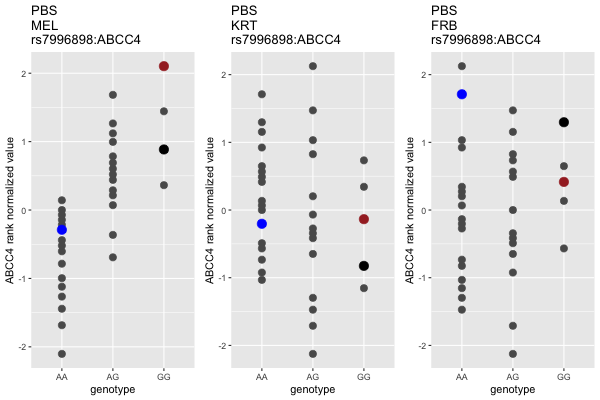 PBS
MEL
rs7996898:ABCC4
ABCC4 rank normalized value
2
1
0
-1
-2
AA
AG
GG
genotype
PBS
KRT
rs7996898:ABCC4
ABCC4 rank normalized value
2
1
0
-1
-2
AA
AG
GG
genotype
PBS
FRB
rs7996898:ABCC4
ABCC4 rank normalized value
2
1
0
-1
-2
AA
AG
GG
genotype